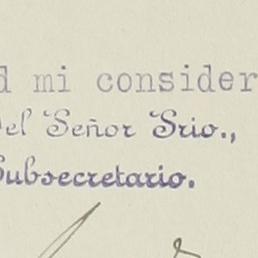 d mi consider
Del Señor Srio.,
Subsecretario.